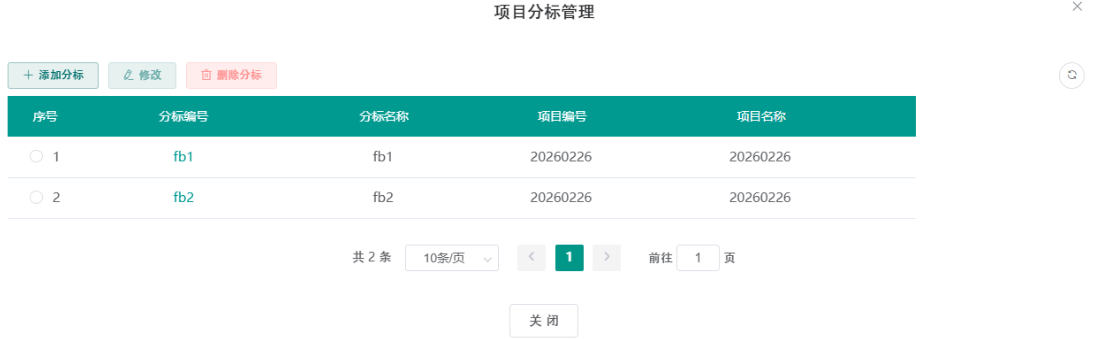 项目分标管理
添加分标 修改 删除分标
序号 分标编号 分标名称 项目编号 项目名称
1 fb1 fb1 20260226 20260226
2 fb2 fb2 20260226 20260226
共 2 条 10条/页 1 前往 1 页
关 闭